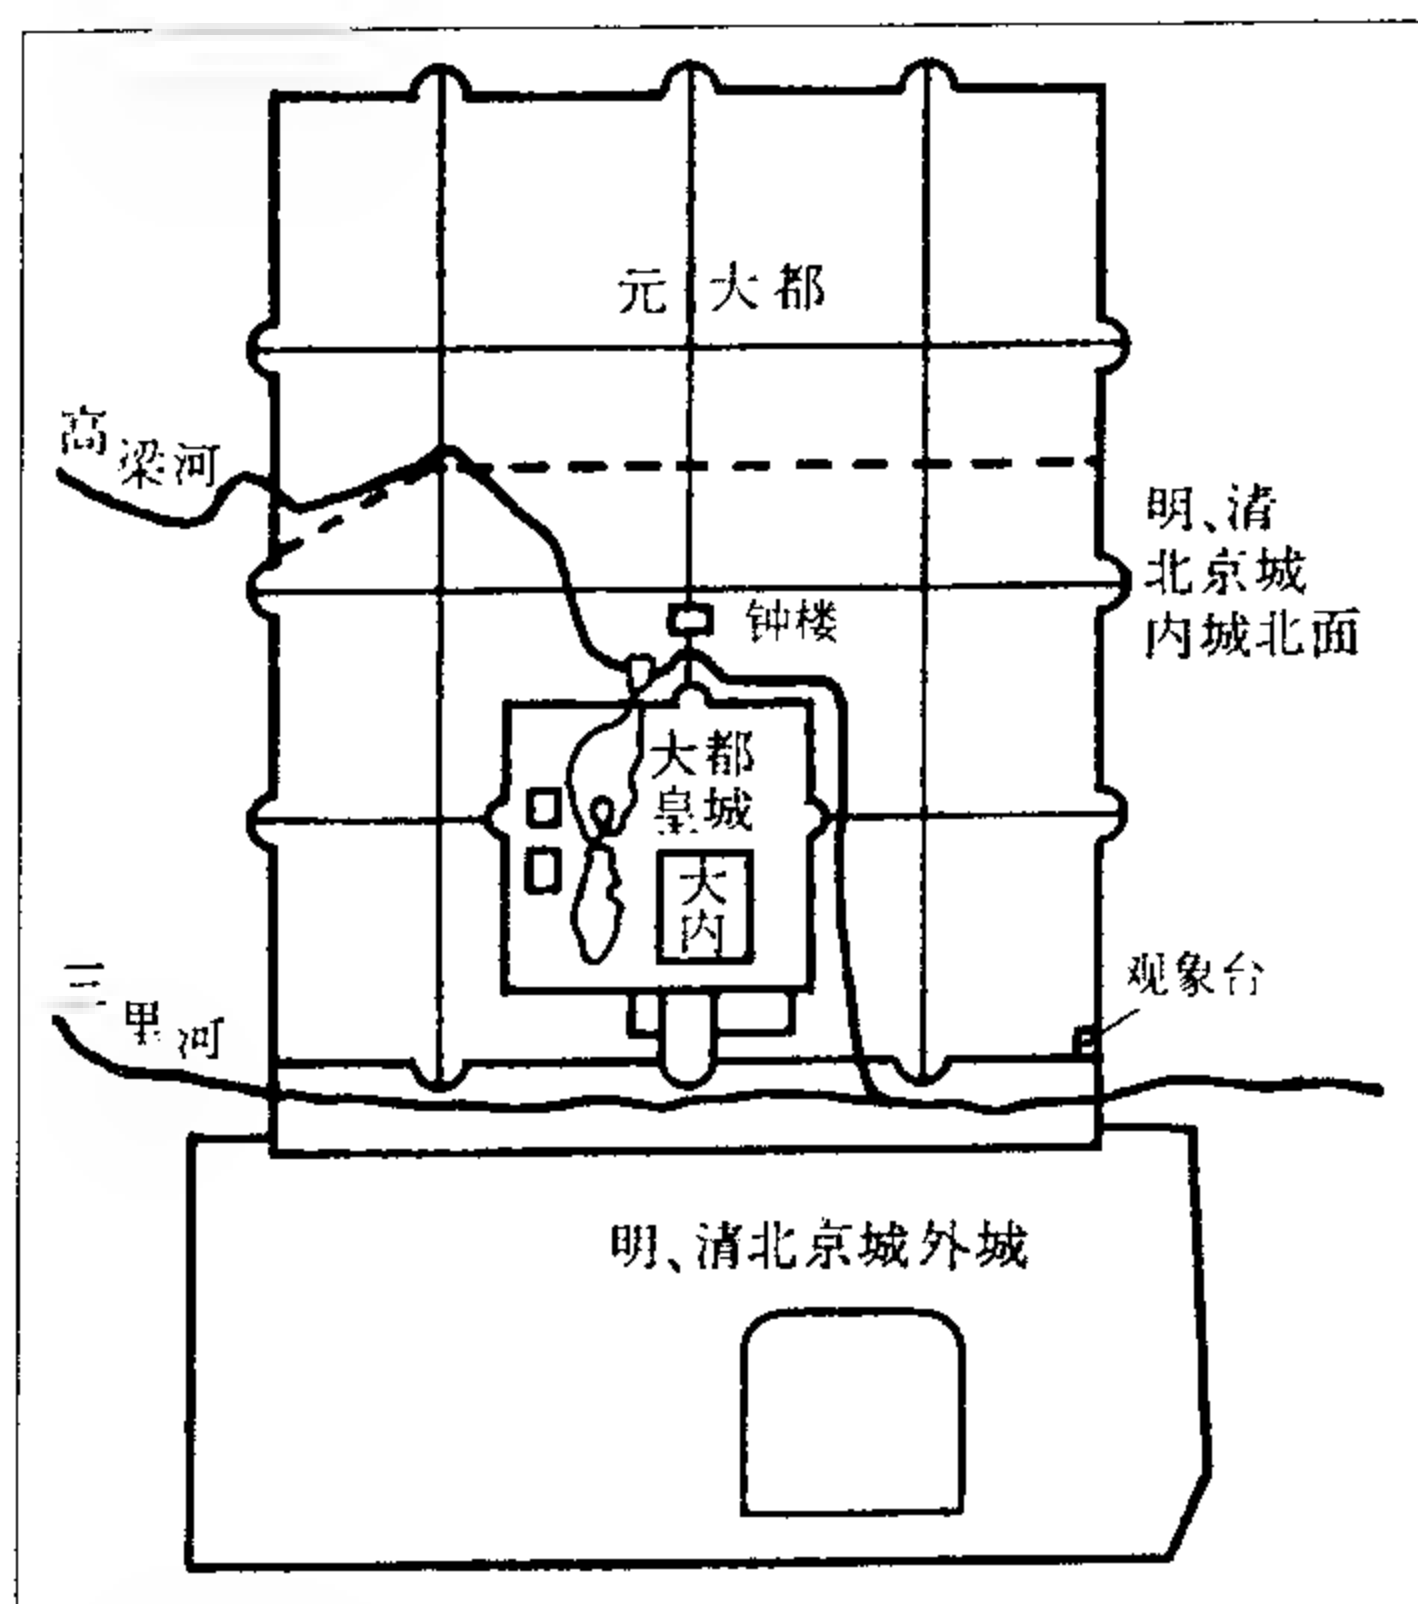 元大都
高梁河
明、清
北京城
内城北面
钟楼
大都
皇城
大
内
观象台
三里河
明、清北京城外城